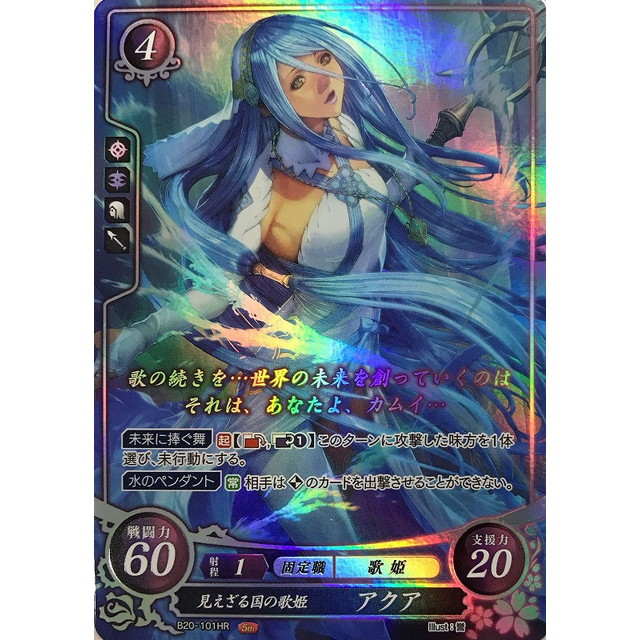 4
歌の続きを…世界の未来を創っていくのは
それは、あなたよ、カムイ…
未来に捧ぐ舞 起【 , 1】このターンに攻撃した味方を1体
選び、未行動にする。
水のペンダント 常 相手は のカードを出撃させることができない。
戦闘力
60
射程 1 固定職 歌姫
支援力
20
見えざる国の歌姫 アクア
B20-101HR 5th Illust: